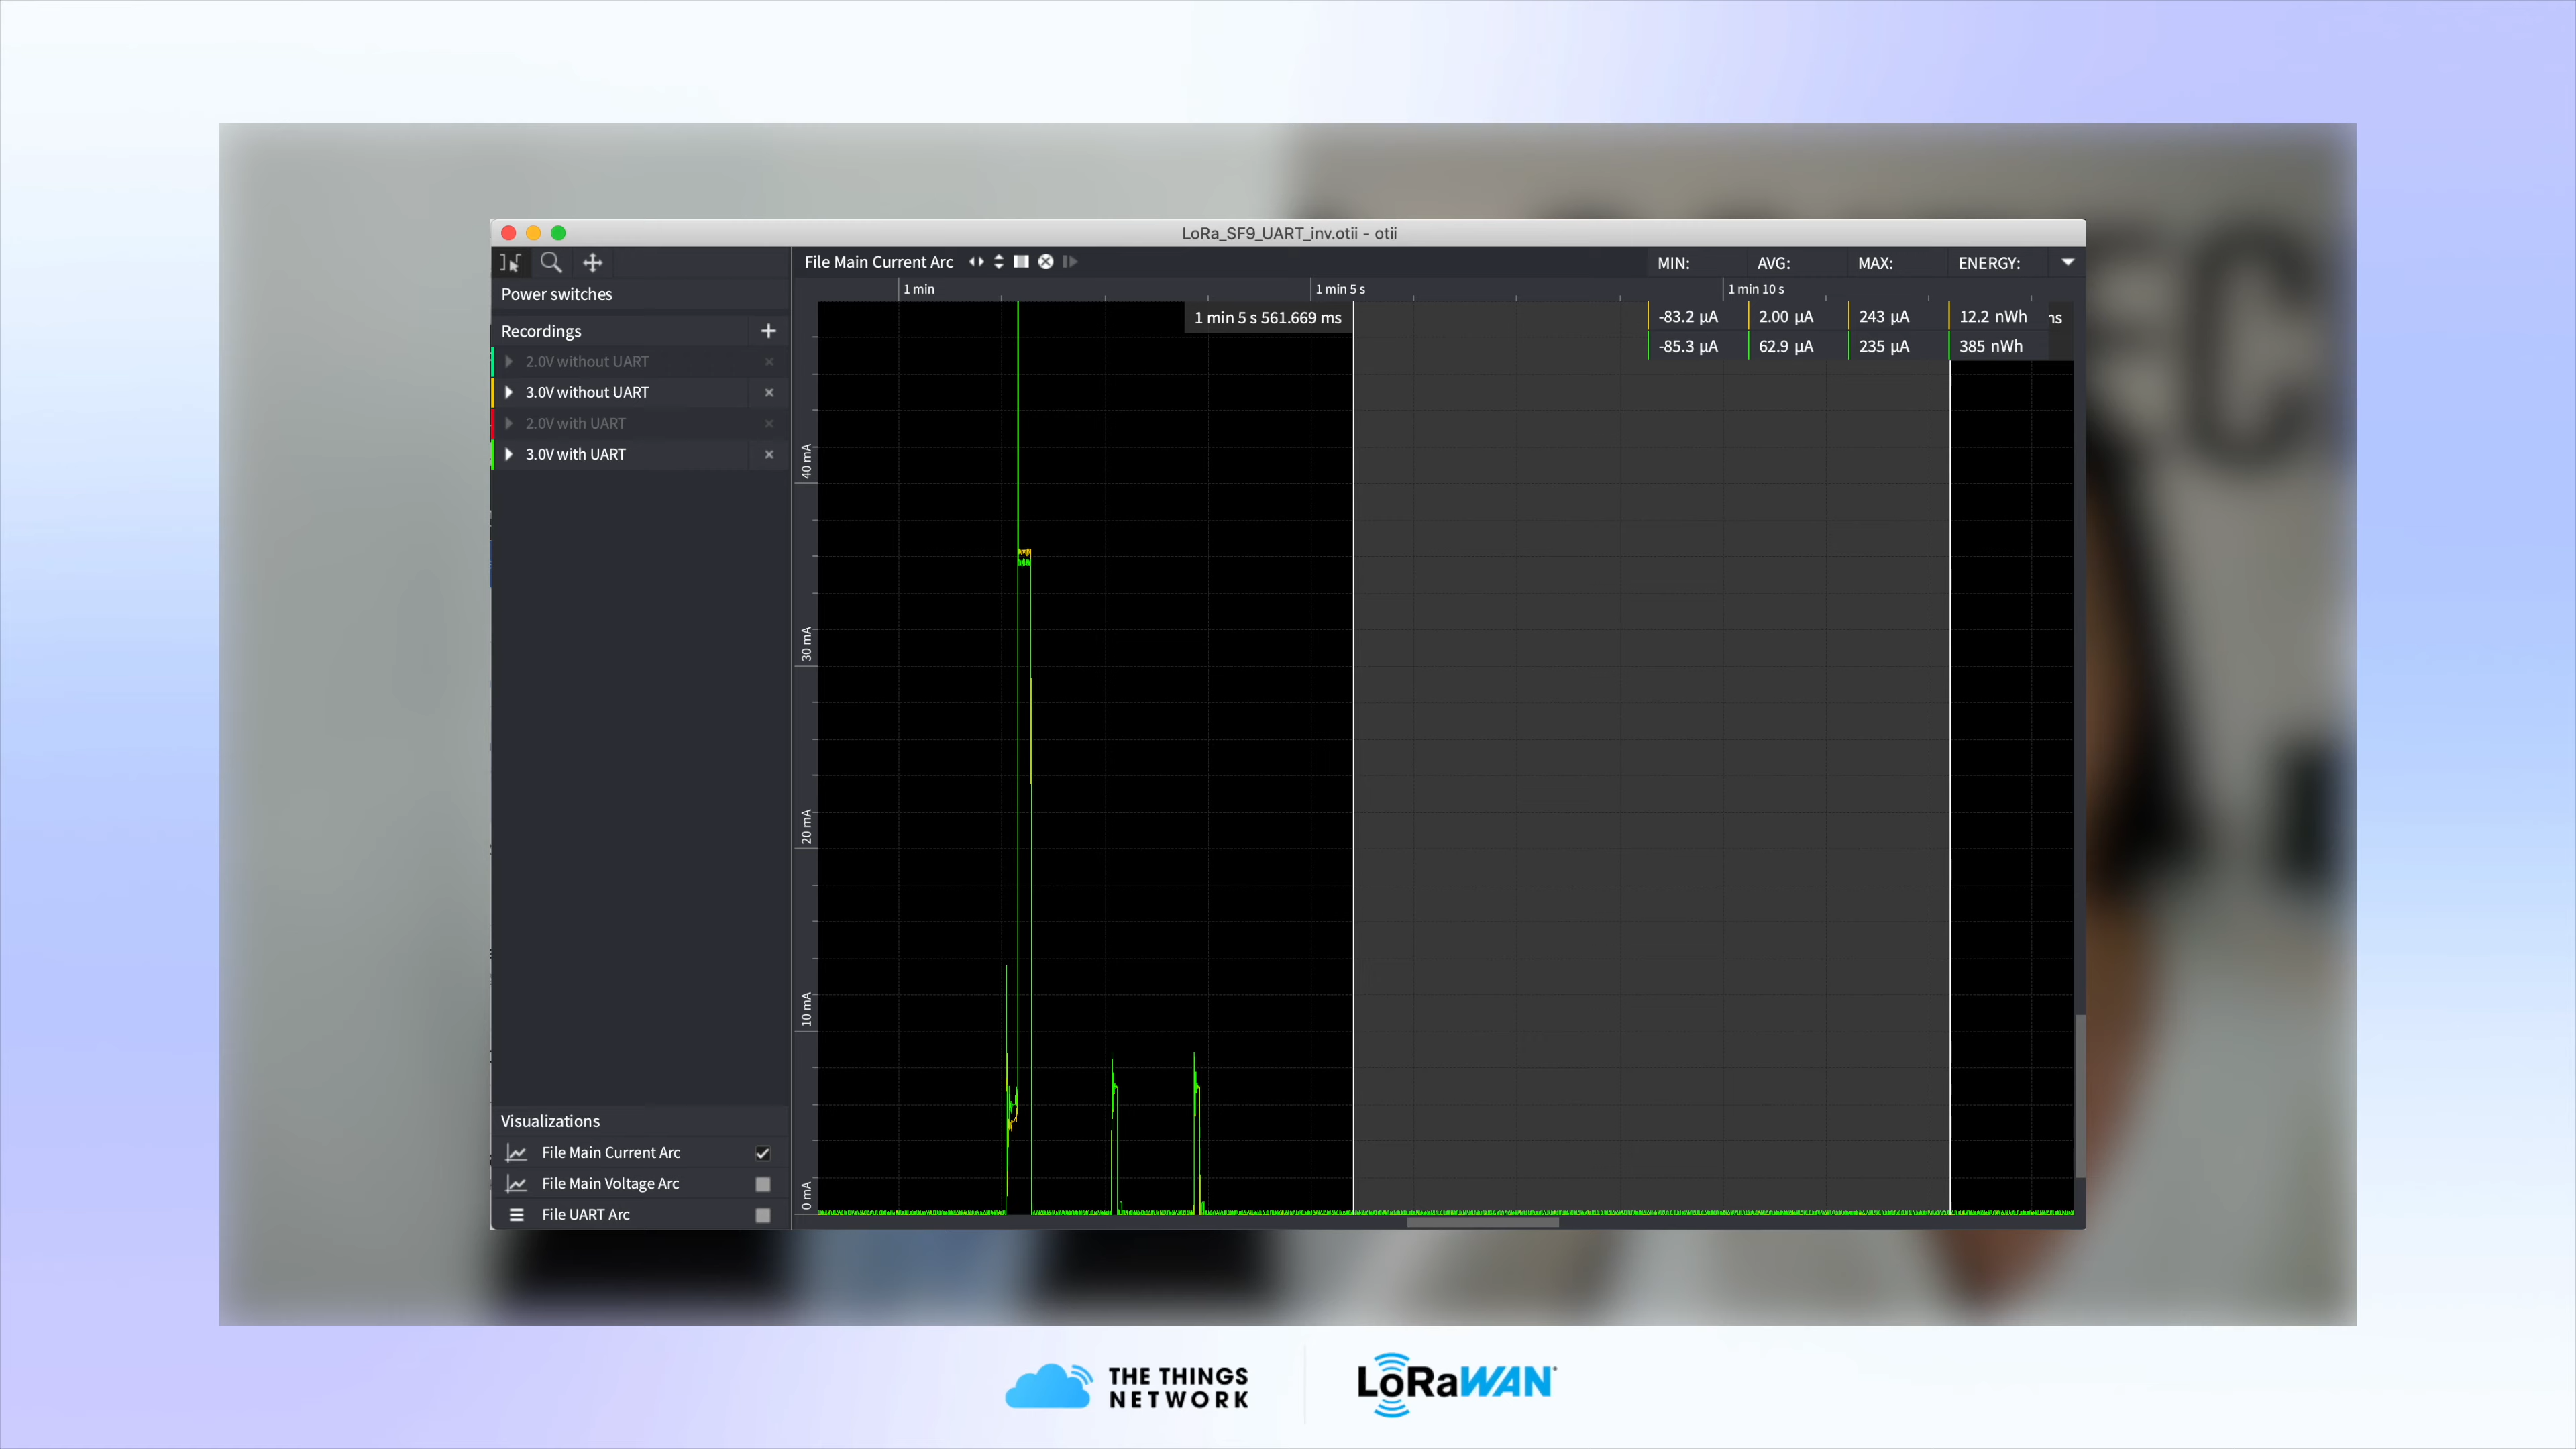 LoRa_SF9_UART_inv.otii - otii
File Main Current Arc
MIN:
AVG:
MAX:
ENERGY:
Power switches
1 min
1 min 5 s
1 min 10 s
1 min 5 s 561.669 ms
-83.2 µA
2.00 µA
243 µA
12.2 nWh
-85.3 µA
62.9 µA
235 µA
385 nWh
Recordings
2.0V without UART
3.0V without UART
2.0V with UART
3.0V with UART
40 mA
30 mA
20 mA
10 mA
0 mA
Visualizations
File Main Current Arc
File Main Voltage Arc
File UART Arc
THE THINGS
NETWORK
LoRaWAN